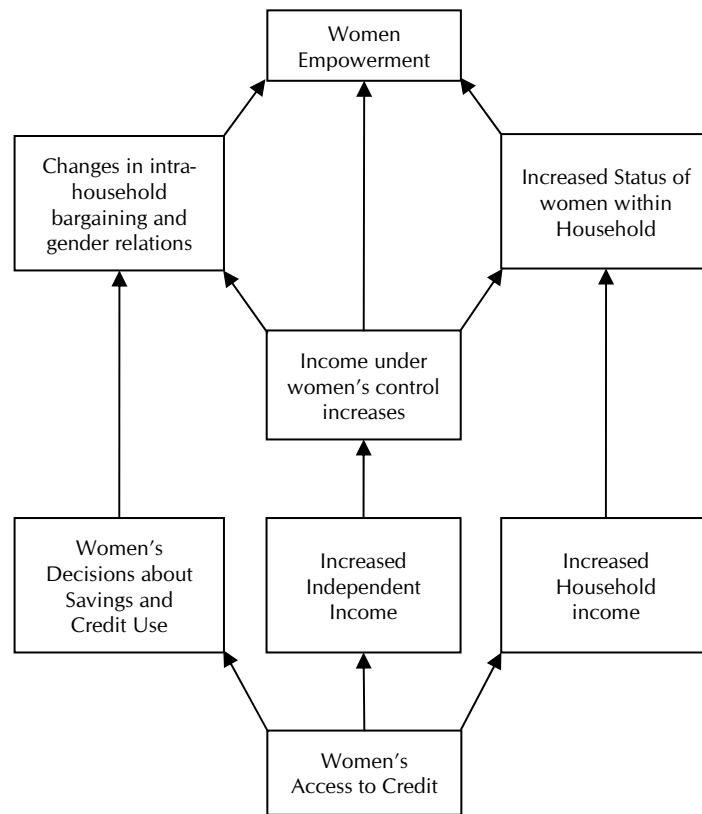 Women
Empowerment
Changes in intra-
household
bargaining and
gender relations
Increased Status of
women within
Household
Income under
women's control
increases
Women's
Decisions about
Savings and
Credit Use
Increased
Independent
Income
Increased
Household
income
Women's
Access to Credit